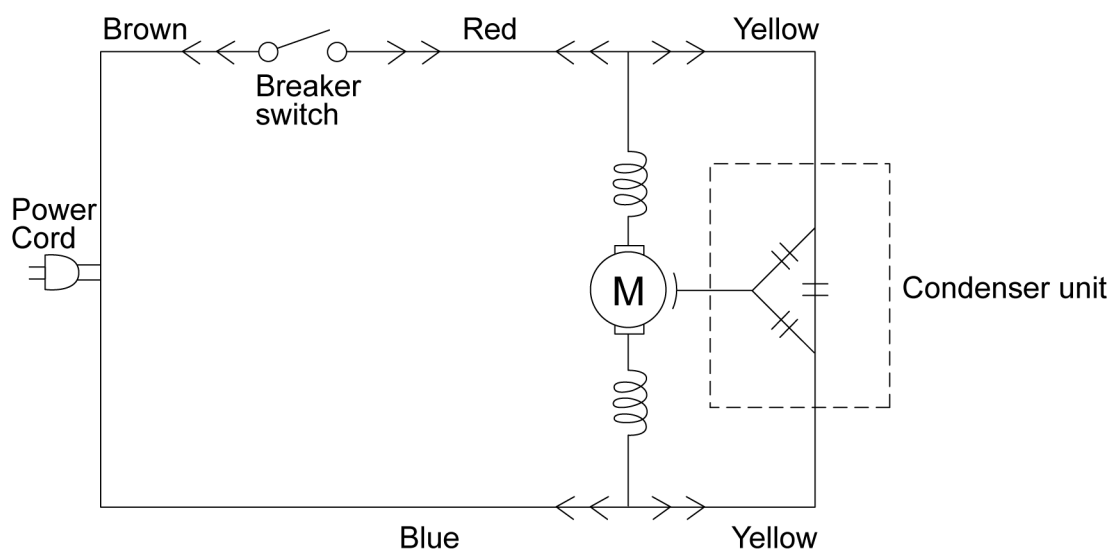 Brown
Red
Yellow
Breaker
switch
Power
Cord
M
Condenser unit
Blue
Yellow